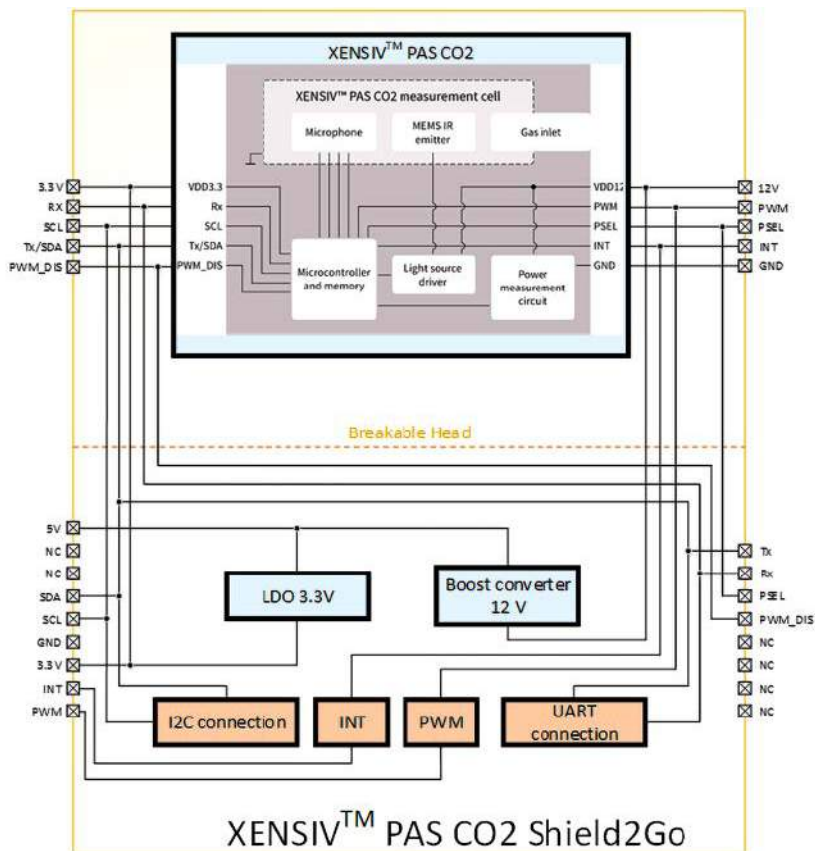 XENSIV™ PAS CO2
XENSIV™ PAS CO2 measurement cell
Microphone
MEMS IR
emitter
Gas inlet
3.3V
RX
SCL
Tx/SDA
PWM_DIS
VDD3.3
Rx
SCL
Tx/SDA
PWM_DIS
Microcontroller
and memory
Light source
driver
Power
measurement
circuit
VDD12
PWM
PSEL
INT
GND
12V
PWM
PSEL
INT
GND
Breakable Head
5V
NC
NC
SDA
SCL
GND
3.3V
INT
PWM
LDO 3.3V
Boost converter
12 V
I2C connection
INT
PWM
UART
connection
Tx
Rx
PSEL
PWM_DIS
NC
NC
NC
NC
XENSIV™ PAS CO2 Shield2Go